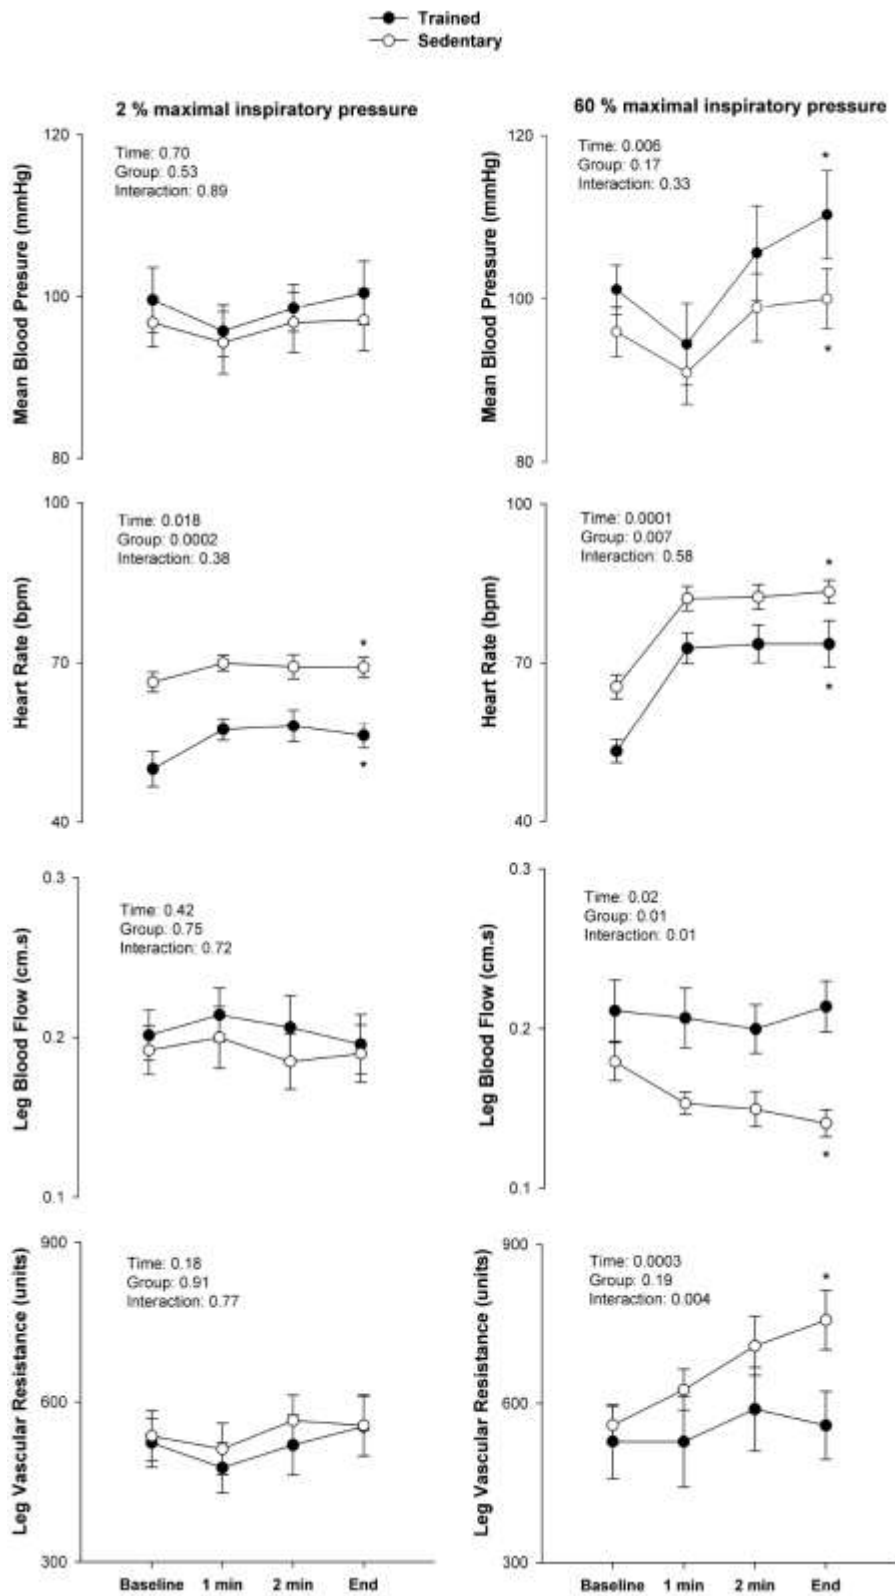 Trained
Sedentary
2 % maximal inspiratory pressure
60 % maximal inspiratory pressure
Mean Blood Presure (mmHg)
120
100
80
Time: 0.70
Group: 0.53
Interaction: 0.89
Mean Blood Pressure (mmHg)
120
100
80
Time: 0.006
Group: 0.17
Interaction: 0.33
*
*
Heart Rate (bpm)
100
70
40
Time: 0.018
Group: 0.0002
Interaction: 0.38
*
*
Heart Rate (bpm)
100
70
40
Time: 0.0001
Group: 0.007
Interaction: 0.58
*
*
Leg Blood Flow (cm.s)
0.3
0.2
0.1
Time: 0.42
Group: 0.75
Interaction: 0.72
Leg Blood Flow (cm.s)
0.3
0.2
0.1
Time: 0.02
Group: 0.01
Interaction: 0.01
*
Leg Vascular Resistance (units)
900
600
300
Time: 0.18
Group: 0.91
Interaction: 0.77
Leg Vascular Resistance (units)
900
600
300
Time: 0.0003
Group: 0.19
Interaction: 0.004
*
Baseline 1 min 2 min End
Baseline 1 min 2 min End